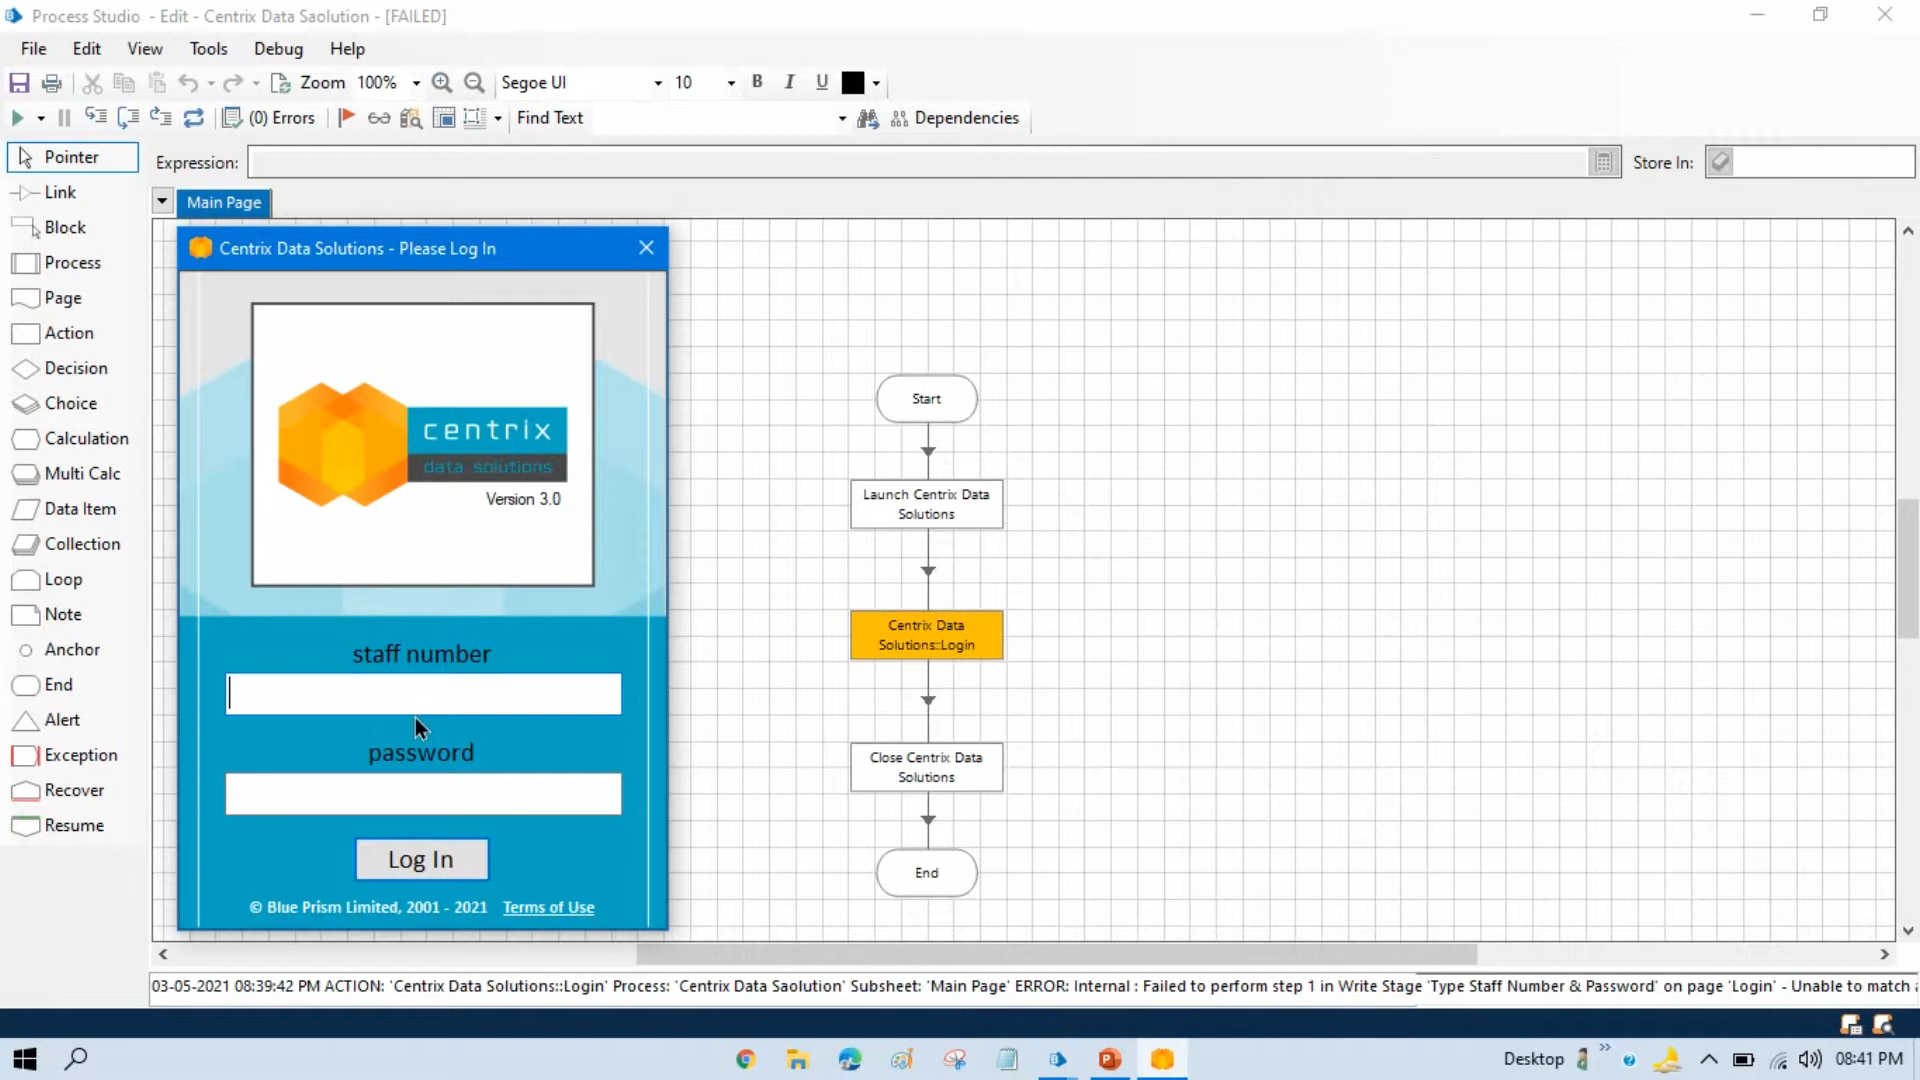 Process Studio - Edit - Centrix Data Saolution - [FAILED]
File Edit View Tools Debug Help
Zoom 100% Segoe UI 10 B I U
(0) Errors Find Text Dependencies
Pointer
Expression:
Store In:
Link
Main Page
Block
Process
Page
Action
Decision
Choice
Calculation
Multi Calc
Data Item
Collection
Loop
Note
Anchor
End
Alert
Exception
Recover
Resume
Centrix Data Solutions - Please Log In
centrix
data solutions
Version 3.0
staff number
password
Log In
© Blue Prism Limited, 2001 - 2021 Terms of Use
Start
Launch Centrix Data
Solutions
Centrix Data
Solutions::Login
Close Centrix Data
Solutions
End
03-05-2021 08:39:42 PM ACTION: 'Centrix Data Solutions::Login' Process: 'Centrix Data Saolution' Subsheet: 'Main Page' ERROR: Internal : Failed to perform step 1 in Write Stage 'Type Staff Number & Password' on page 'Login' - Unable to match
Desktop 08:41 PM